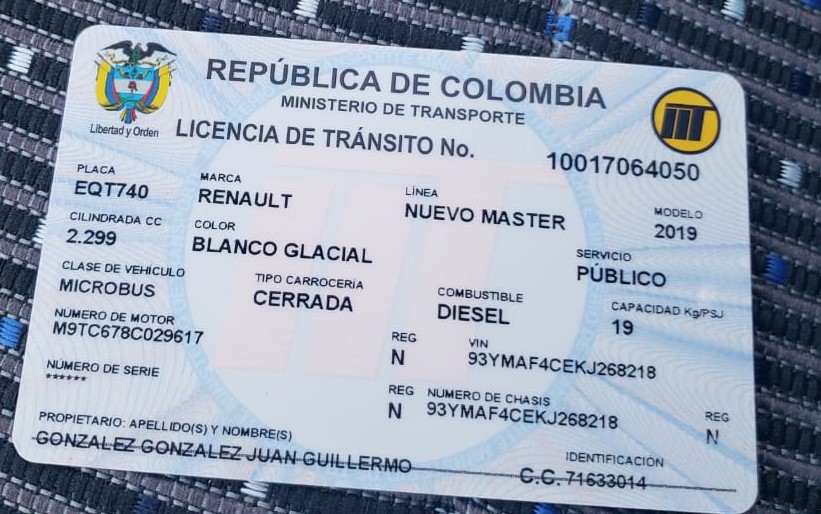 REPÚBLICA DE COLOMBIA
MINISTERIO DE TRANSPORTE
Libertad y Orden
LICENCIA DE TRÁNSITO No. 10017064050
PLACA MARCA LÍNEA MODELO
EQT740 RENAULT NUEVO MASTER 2019
CILINDRADA CC COLOR SERVICIO
2.299 BLANCO GLACIAL PÚBLICO
CLASE DE VEHÍCULO TIPO CARROCERÍA COMBUSTIBLE CAPACIDAD Kg/PSJ
MICROBUS CERRADA DIESEL 19
NÚMERO DE MOTOR REG VIN
M9TC678C029617 N 93YMAF4CEKJ268218
NÚMERO DE SERIE REG NÚMERO DE CHASIS REG
****** N 93YMAF4CEKJ268218 N
PROPIETARIO: APELLIDO(S) Y NOMBRE(S) IDENTIFICACIÓN
GONZALEZ GONZALEZ JUAN GUILLERMO C.C. 71633014